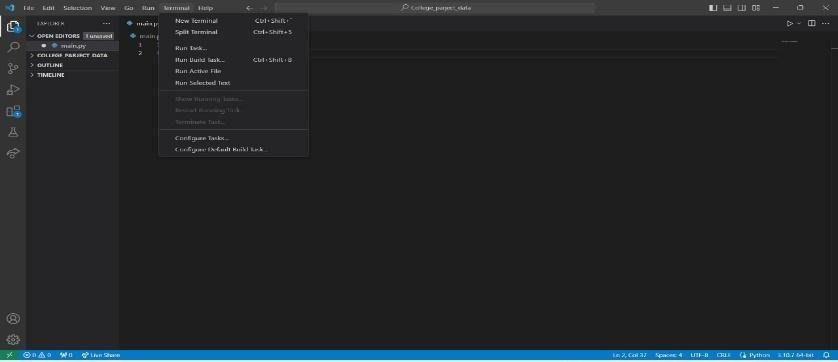 File Edit Selection View Go Run Terminal Help College_parject_data
EXPLORER
OPEN EDITORS 1 unsaved
main.py
COLLEGE_PARJECT_DATA
OUTLINE
TIMELINE
main.py
main.p
1
2
New Terminal Ctrl+Shift+`
Split Terminal Ctrl+Shift+5
Run Task...
Run Build Task... Ctrl+Shift+B
Run Active File
Run Selected Text
Show Running Tasks...
Restart Running Task...
Terminate Task...
Configure Tasks...
Configure Default Build Task...
0 0 0 Live Share Ln 2, Col 37 Spaces: 4 UTF-8 CRLF Python 3.10.7 64-bit